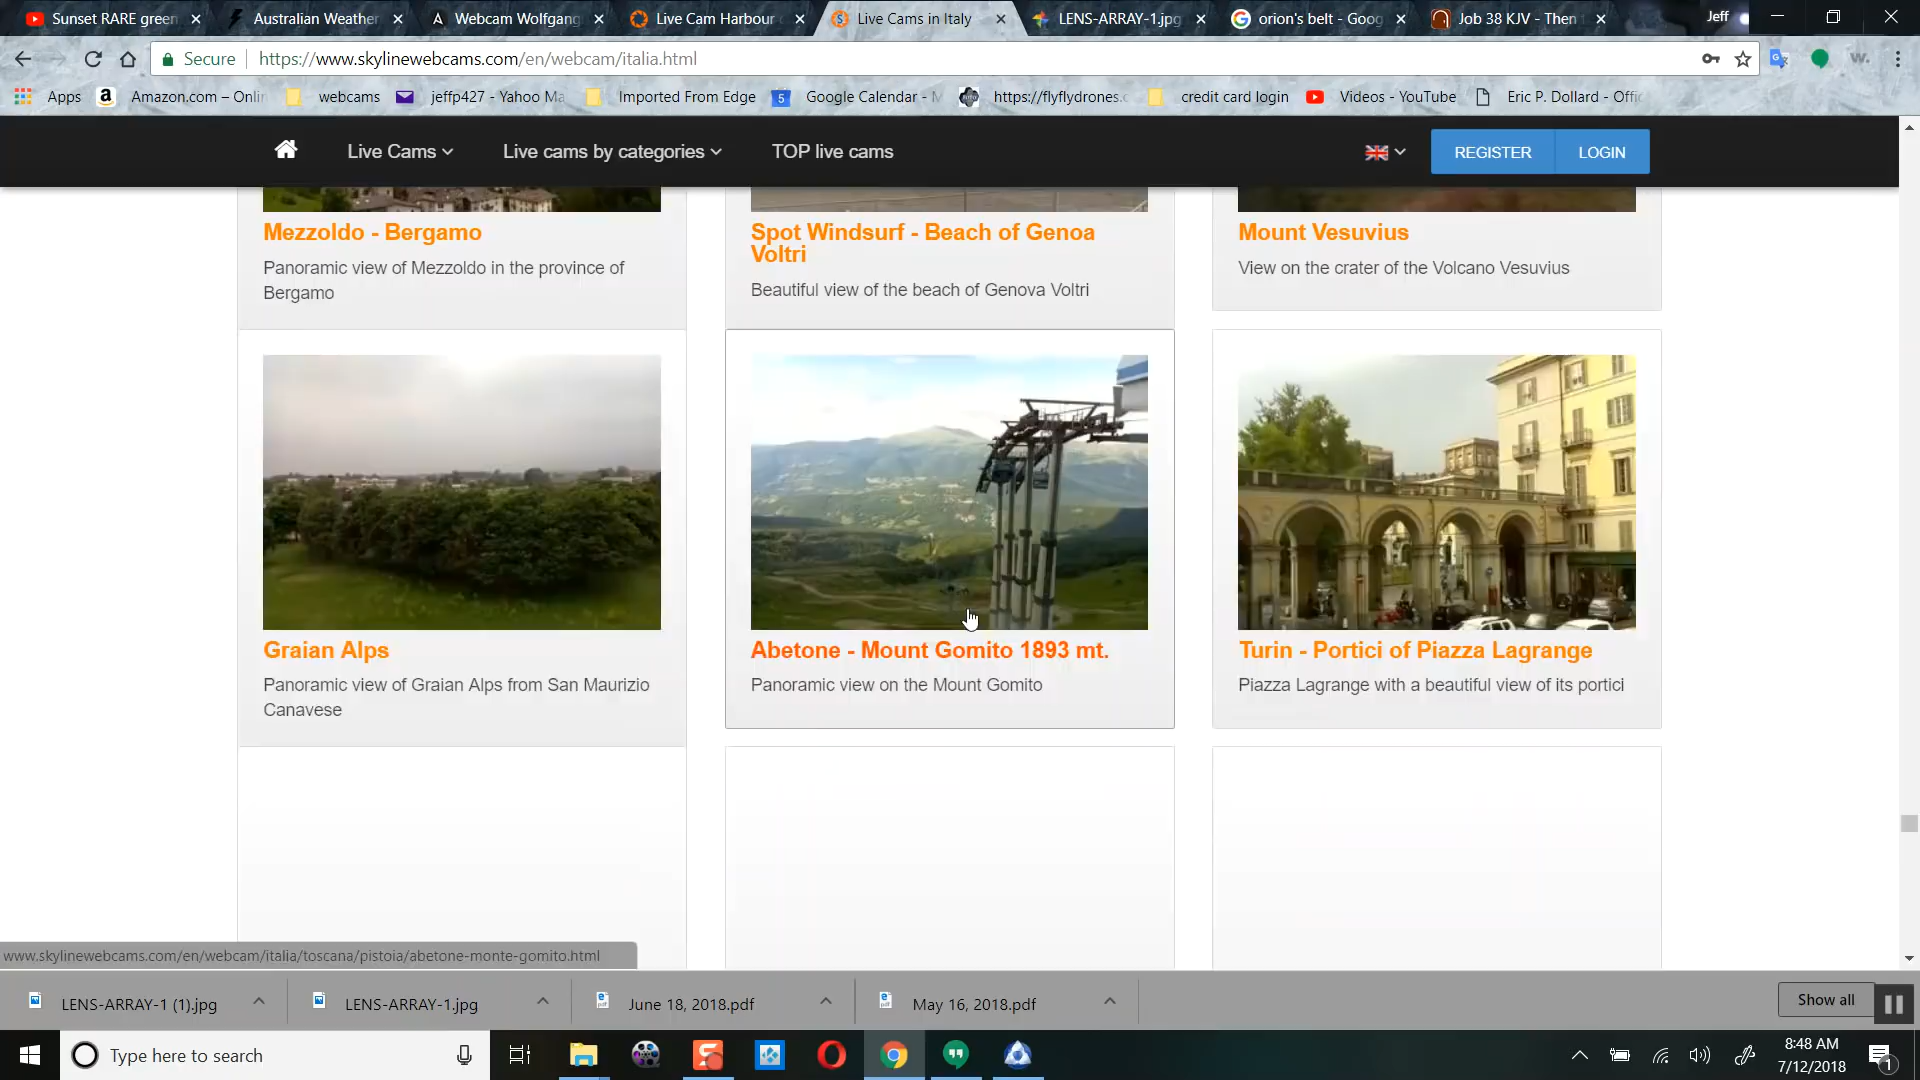 Sunset RARE green
Australian Weather
Webcam Wolfgang
Live Cam Harbour
Live Cams in Italy
LENS-ARRAY-1.jpg
orion's belt - Goog
Job 38 KJV - Then
Jeff
Secure
https://www.skylinewebcams.com/en/webcam/italia.html
Apps
Amazon.com – Onlin
webcams
jeffp427 - Yahoo Ma
Imported From Edge
Google Calendar - M
https://flyflydrones.c
credit card login
Videos - YouTube
Eric P. Dollard - Offic
Live Cams
Live cams by categories
TOP live cams
REGISTER
LOGIN
Mezzoldo - Bergamo
Panoramic view of Mezzoldo in the province of
Bergamo
Spot Windsurf - Beach of Genoa
Voltri
Beautiful view of the beach of Genova Voltri
Mount Vesuvius
View on the crater of the Volcano Vesuvius
Graian Alps
Panoramic view of Graian Alps from San Maurizio
Canavese
Abetone - Mount Gomito 1893 mt.
Panoramic view on the Mount Gomito
Turin - Portici of Piazza Lagrange
Piazza Lagrange with a beautiful view of its portici
www.skylinewebcams.com/en/webcam/italia/toscana/pistoia/abetone-monte-gomito.html
LENS-ARRAY-1 (1).jpg
LENS-ARRAY-1.jpg
June 18, 2018.pdf
May 16, 2018.pdf
Show all
Type here to search
8:48 AM
7/12/2018
1